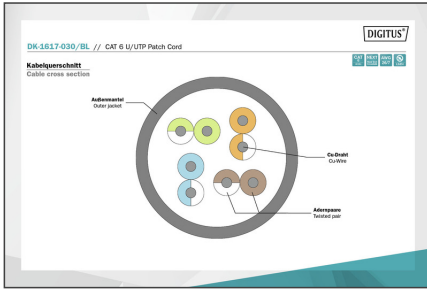 DIGITUS®
DK-1617-030/BL // CAT 6 U/UTP Patch Cord
Kabelquerschnitt
Cable cross section
Außenmantel
Outer jacket
Cu-Draht
Cu-Wire
Aderspaare
Twisted pair